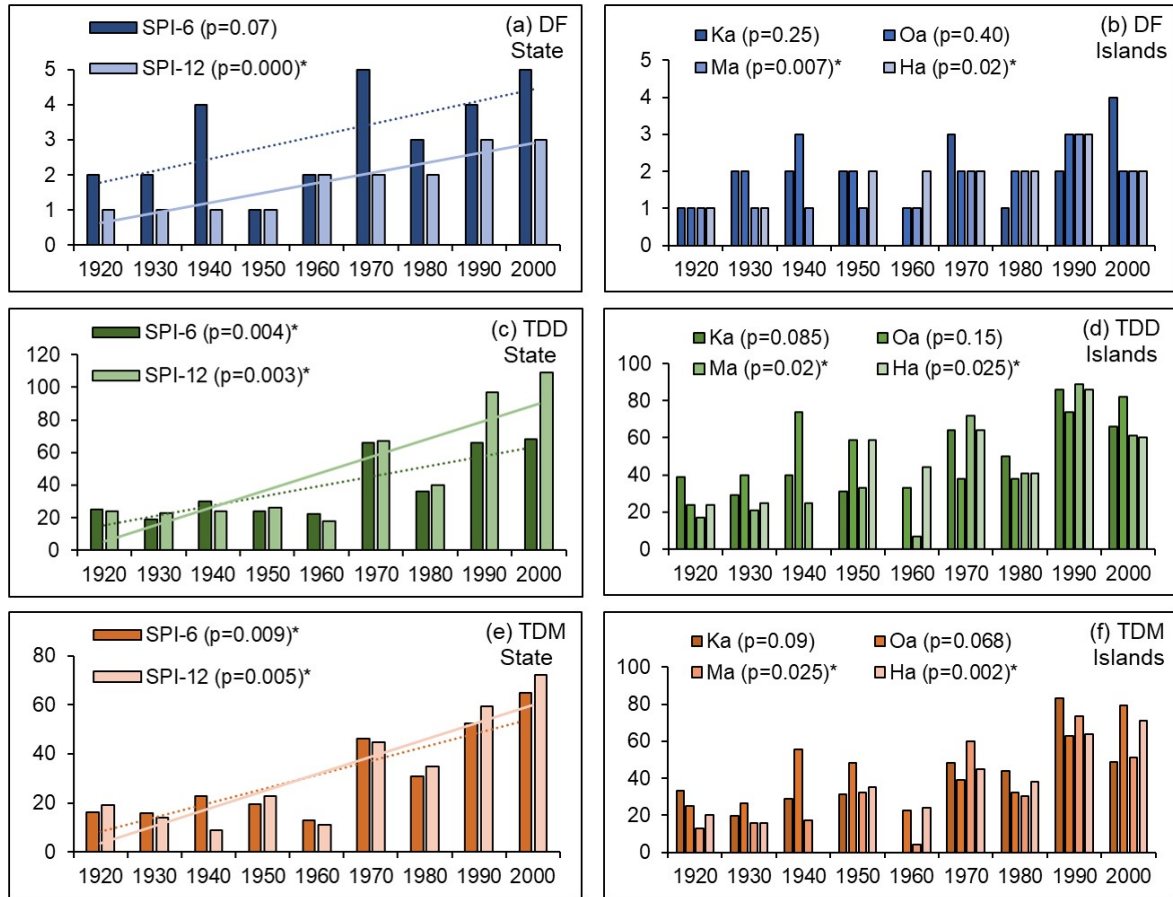 SPI-6 (p=0.07)
SPI-12 (p=0.000)*
(a) DF
State
5
4
3
2
1
0
1920 1930 1940 1950 1960 1970 1980 1990 2000
(b) DF
Islands
Ka (p=0.25) Oa (p=0.40)
Ma (p=0.007)* Ha (p=0.02)*
5
4
3
2
1
0
1920 1930 1940 1950 1960 1970 1980 1990 2000
SPI-6 (p=0.004)*
SPI-12 (p=0.003)*
(c) TDD
State
120
100
80
60
40
20
0
1920 1930 1940 1950 1960 1970 1980 1990 2000
(d) TDD
Islands
Ka (p=0.085) Oa (p=0.15)
Ma (p=0.02)* Ha (p=0.025)*
100
80
60
40
20
0
1920 1930 1940 1950 1960 1970 1980 1990 2000
SPI-6 (p=0.009)*
SPI-12 (p=0.005)*
(e) TDM
State
80
60
40
20
0
1920 1930 1940 1950 1960 1970 1980 1990 2000
(f) TDM
Islands
Ka (p=0.09) Oa (p=0.068)
Ma (p=0.025)* Ha (p=0.002)*
100
80
60
40
20
0
1920 1930 1940 1950 1960 1970 1980 1990 2000